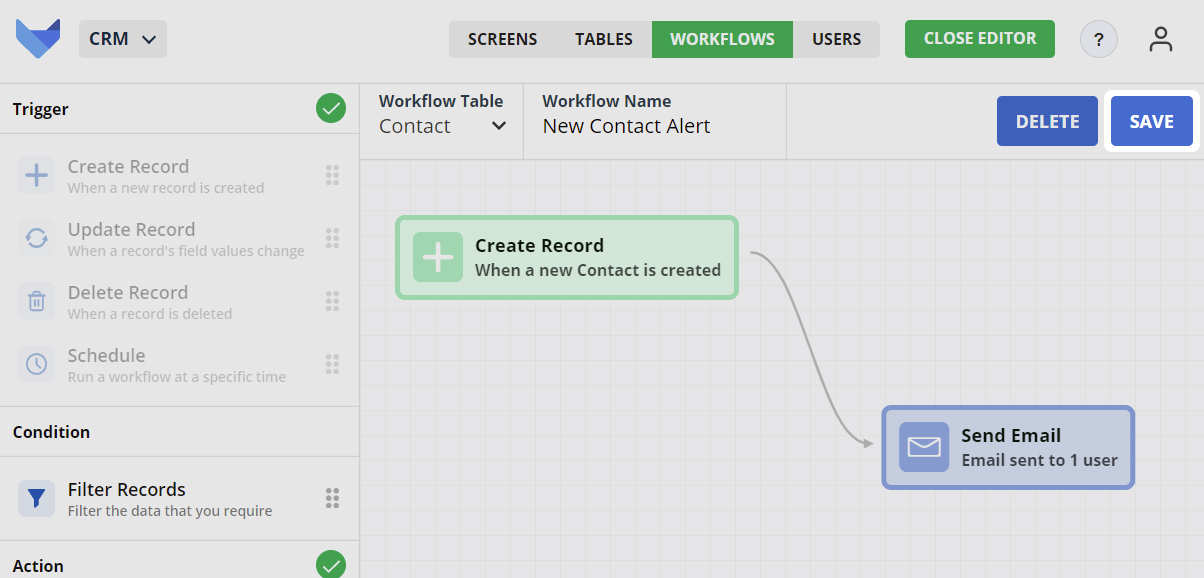 CRM
SCREENS
TABLES
WORKFLOWS
USERS
CLOSE EDITOR
?
Trigger
Create Record
When a new record is created
Update Record
When a record's field values change
Delete Record
When a record is deleted
Schedule
Run a workflow at a specific time
Condition
Filter Records
Filter the data that you require
Action
Workflow Table
Contact
Workflow Name
New Contact Alert
DELETE
SAVE
Create Record
When a new Contact is created
Send Email
Email sent to 1 user